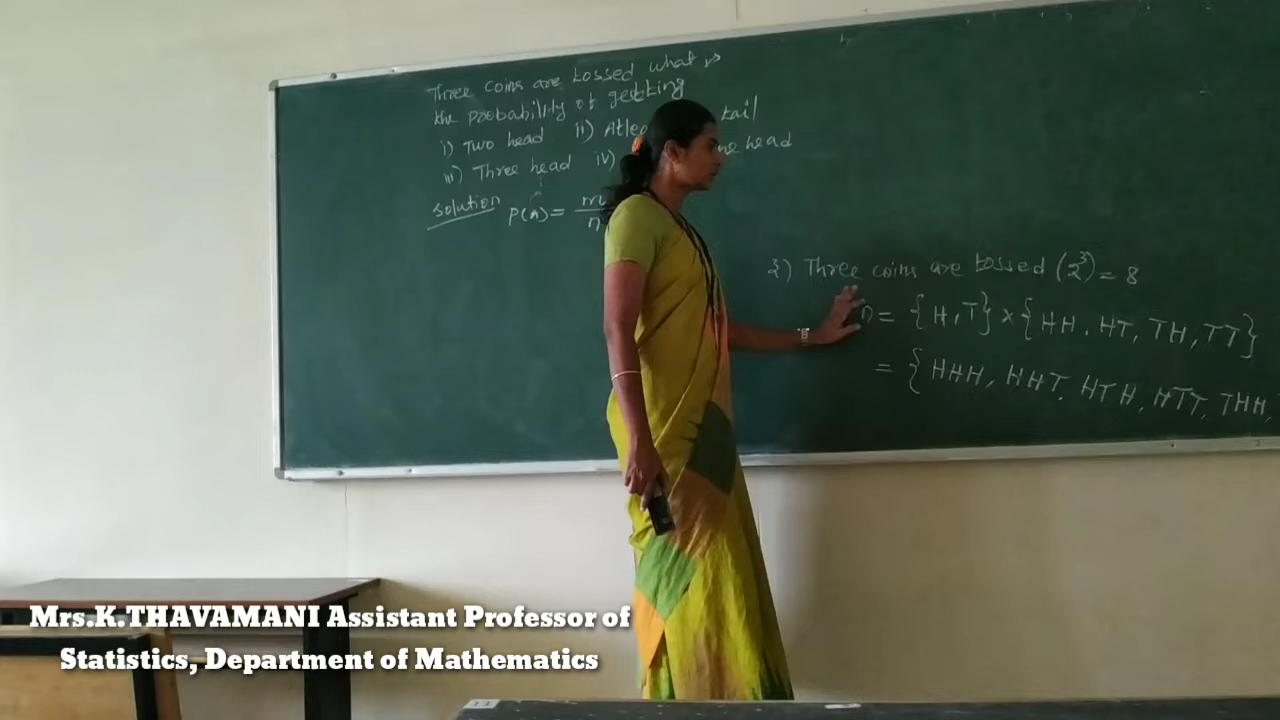 Three coins are tossed what is
the probability of getting
i) Two head ii) Atlea tail
iii) Three head iv) head
Solution P(A) = m
n
3) Three coins are tossed (2³) = 8
n = {H,T} × {HH, HT, TH, TT}
= {HHH, HHT, HTH, HTT, THH,
Mrs.K.THAVAMANI Assistant Professor of
Statistics, Department of Mathematics